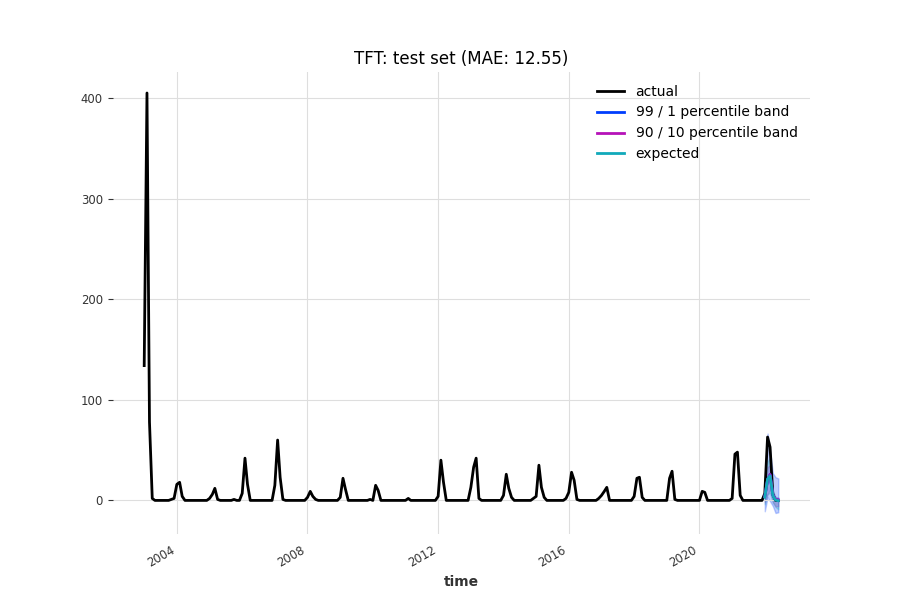 TFT: test set (MAE: 12.55)
actual
99 / 1 percentile band
90 / 10 percentile band
expected
400
300
200
100
0
2004
2008
2012
2016
2020
time